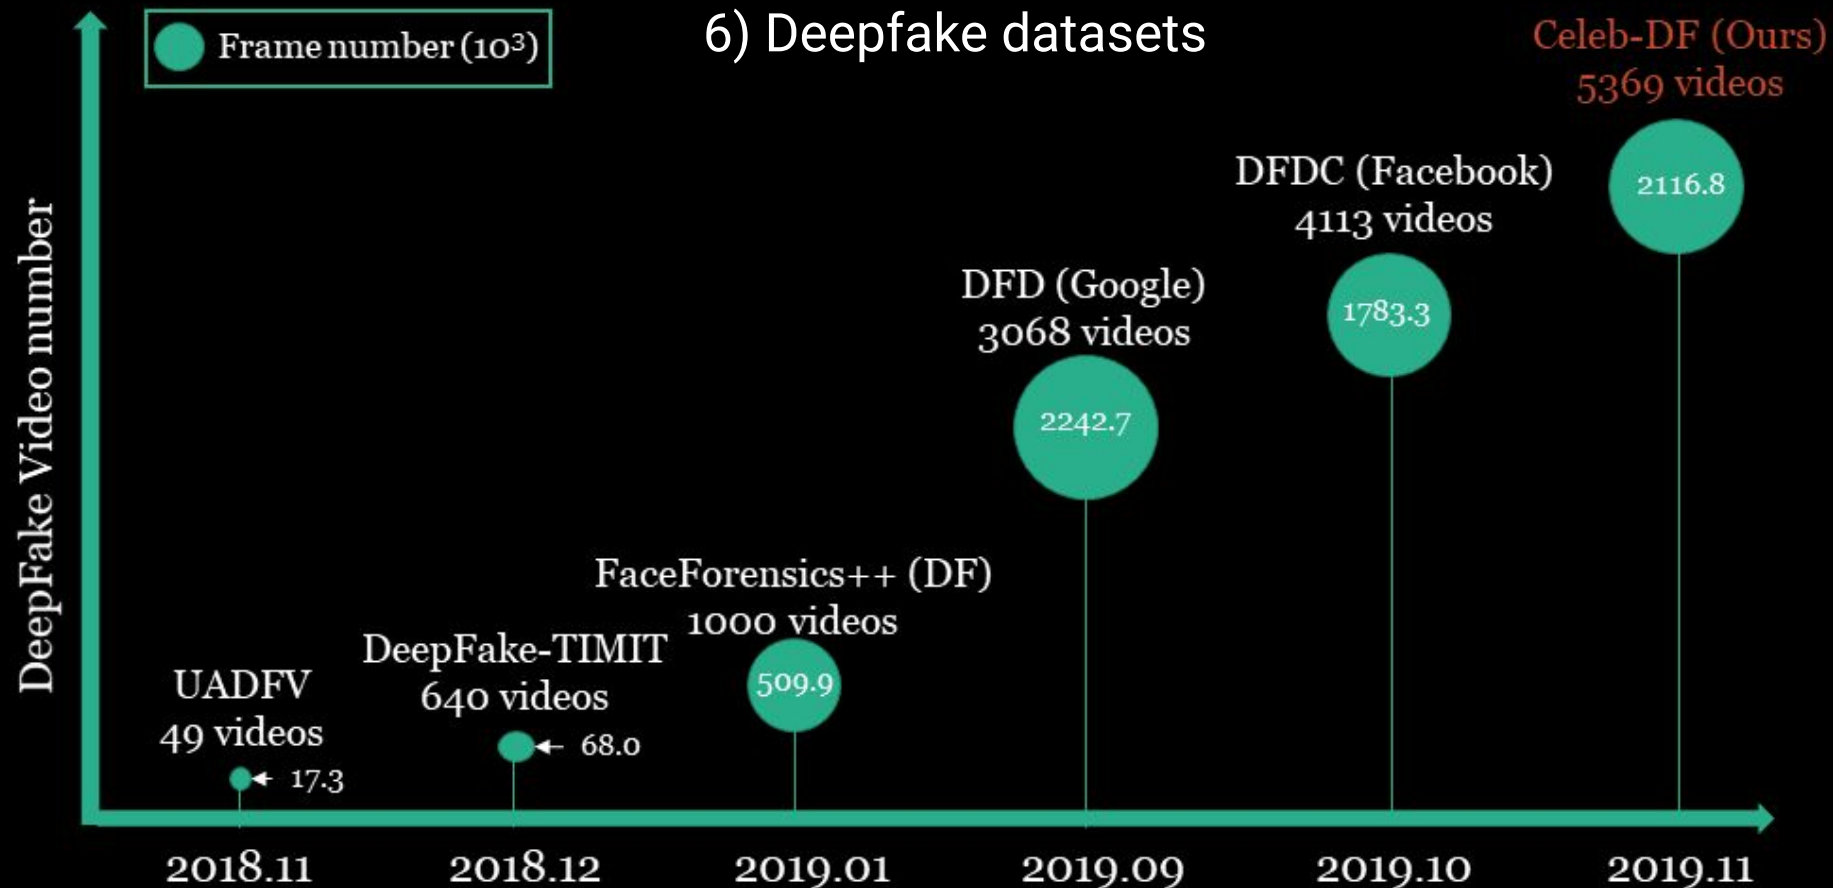 6) Deepfake datasets
Frame number (10³)
DeepFake Video number
UADFV
49 videos
17.3
DeepFake-TIMIT
640 videos
68.0
FaceForensics++ (DF)
1000 videos
509.9
DFD (Google)
3068 videos
2242.7
DFDC (Facebook)
4113 videos
1783.3
Celeb-DF (Ours)
5369 videos
2116.8
2018.11
2018.12
2019.01
2019.09
2019.10
2019.11